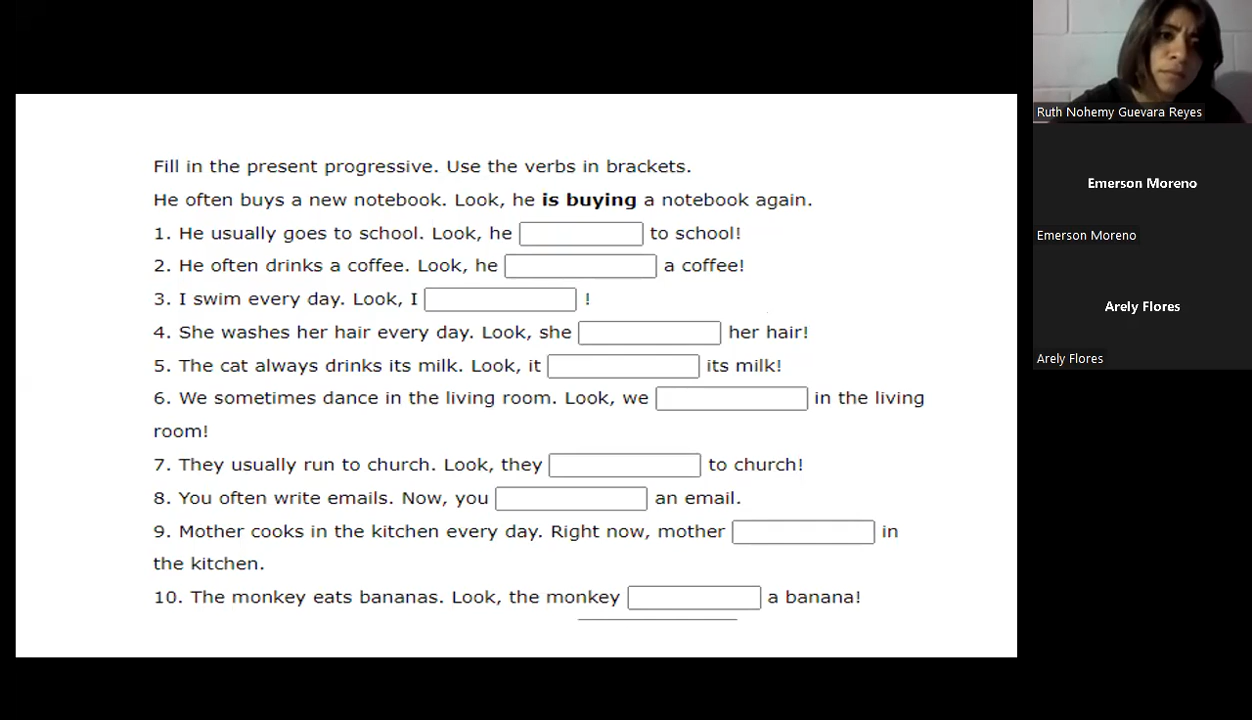 Fill in the present progressive. Use the verbs in brackets.
He often buys a new notebook. Look, he is buying a notebook again.
1. He usually goes to school. Look, he to school!
2. He often drinks a coffee. Look, he a coffee!
3. I swim every day. Look, I !
4. She washes her hair every day. Look, she her hair!
5. The cat always drinks its milk. Look, it its milk!
6. We sometimes dance in the living room. Look, we in the living
room!
7. They usually run to church. Look, they to church!
8. You often write emails. Now, you an email.
9. Mother cooks in the kitchen every day. Right now, mother in
the kitchen.
10. The monkey eats bananas. Look, the monkey a banana!
Ruth Nohemy Guevara Reyes
Emerson Moreno
Emerson Moreno
Arely Flores
Arely Flores